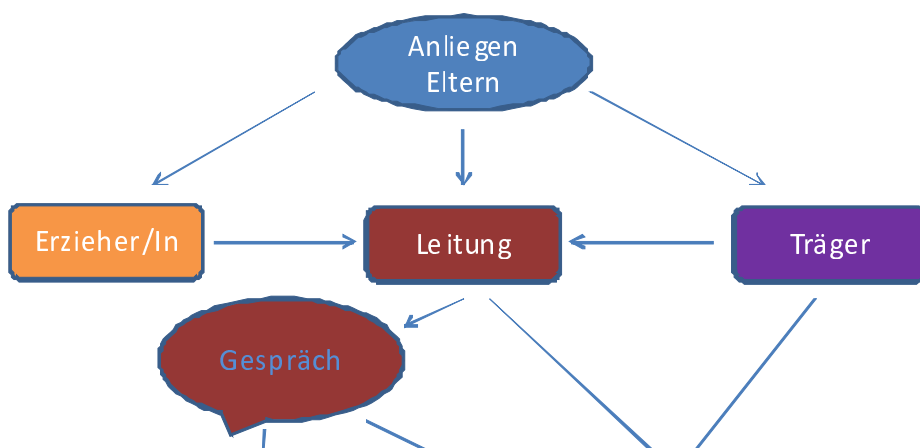 Anliegen
Eltern
Erzieher/In
Leitung
Träger
Gespräch